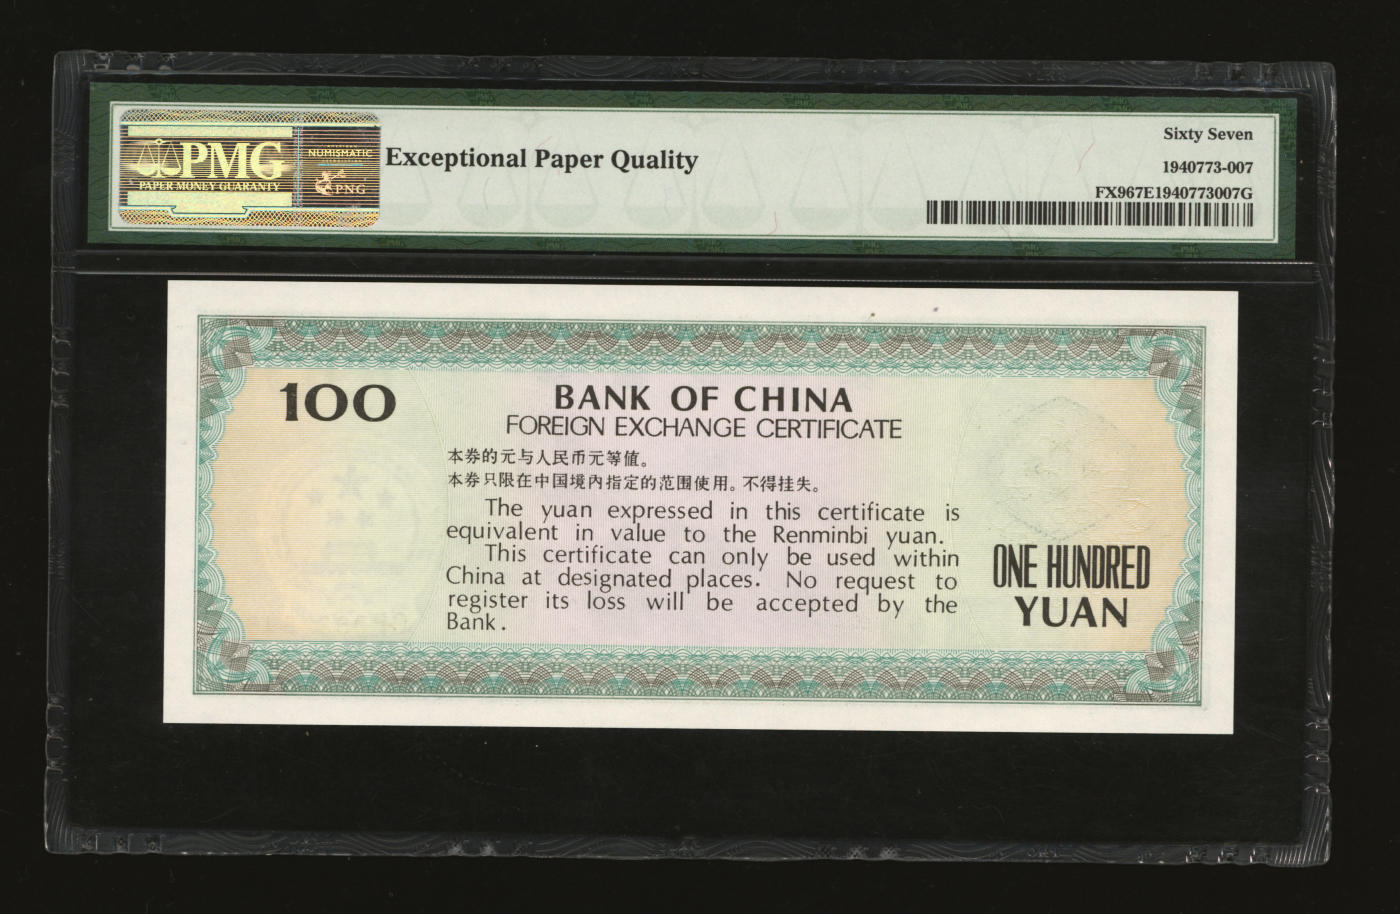 PMG
PAPER MONEY GUARANTY
NUMISMATIC
PNG
Exceptional Paper Quality
Sixty Seven
1940773-007
FX967E1940773007G
100
BANK OF CHINA
FOREIGN EXCHANGE CERTIFICATE
本券的元与人民币元等值。
本券只限在中国境内指定的范围使用。不得挂失。
The yuan expressed in this certificate is
equivalent in value to the Renminbi yuan.
This certificate can only be used within
China at designated places. No request to
register its loss will be accepted by the
Bank.
ONE HUNDRED
YUAN